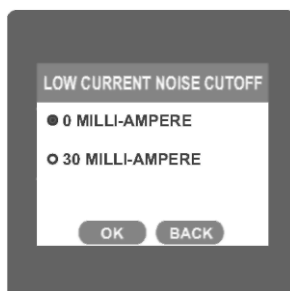 LOW CURRENT NOISE CUTOFF
0 MILLI-AMPERE
30 MILLI-AMPERE
OK BACK